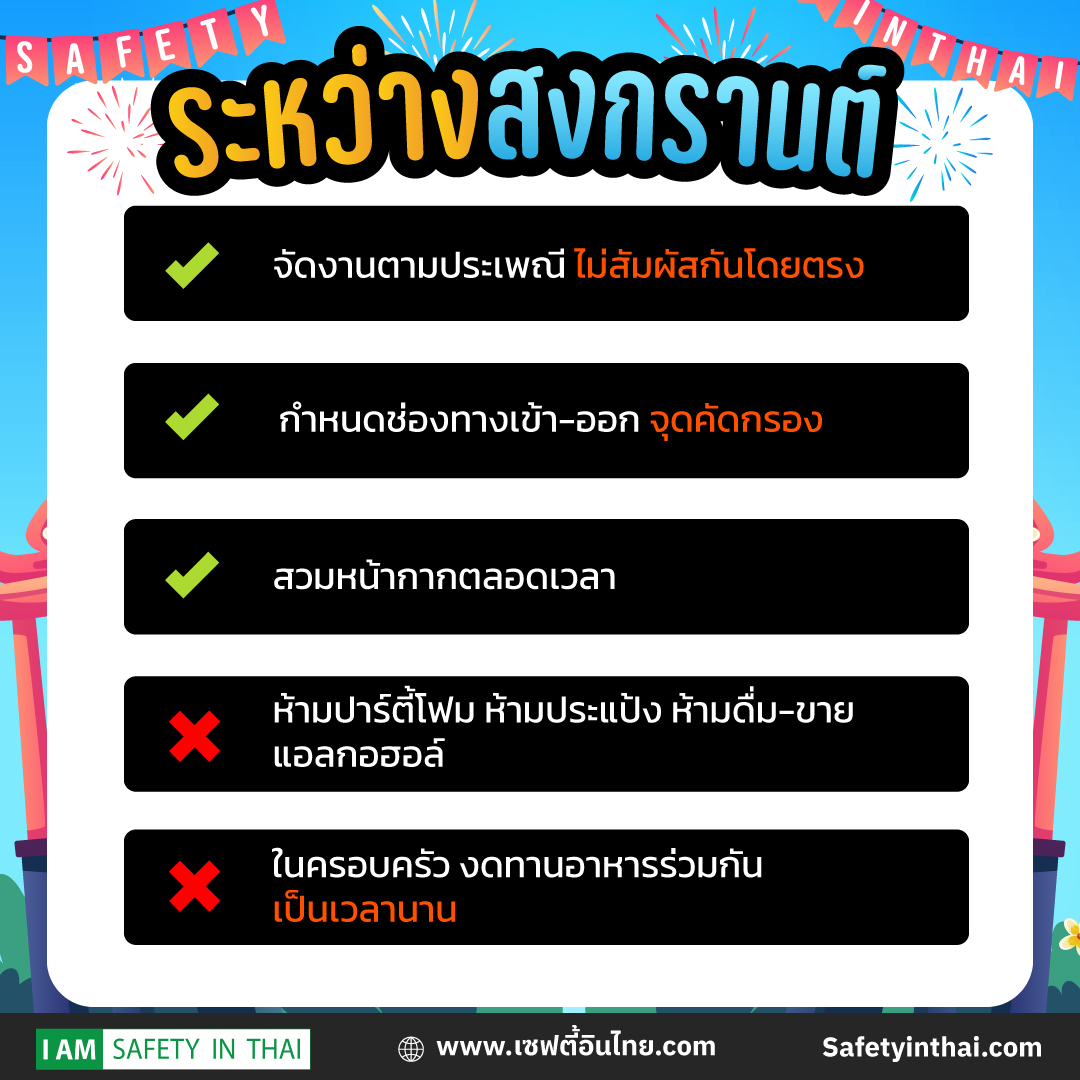 SAFETY
IN THAI
ระหว่างสงกรานต์
จัดงานตามประเพณี ไม่สัมผัสกันโดยตรง
กำหนดช่องทางเข้า-ออก จุดคัดกรอง
สวมหน้ากากตลอดเวลา
ห้ามปาร์ตี้โฟม ห้ามประแป้ง ห้ามดื่ม-ขาย
แอลกอฮอล์
ในครอบครัว งดทานอาหารร่วมกัน
เป็นเวลานาน
I AM SAFETY IN THAI
www.เซฟตี้อินไทย.com
Safetyinthai.com